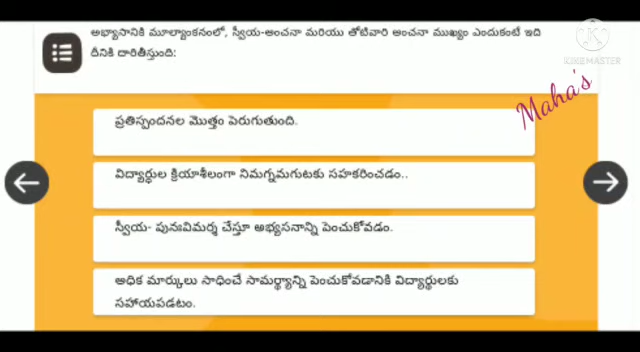 అభ్యాసానికి మూల్యాంకనంలో, స్వీయ-అంచనా మరియు తోటివారి అంచనా ముఖ్యం ఎందుకంటే ఇది
దీనికి దారితీస్తుంది:
KINEMASTER
Maha's
ప్రతిస్పందనల మొత్తం పెరుగుతుంది.
విద్యార్థుల క్రియాశీలంగా నిమగ్నమగుటకు సహకరించడం..
స్వీయ- పునఃవిమర్శ చేస్తూ అభ్యసనాన్ని పెంచుకోవడం.
అధిక మార్కులు సాధించే సామర్థ్యాన్ని పెంచుకోవడానికి విద్యార్థులకు
సహాయపడటం.